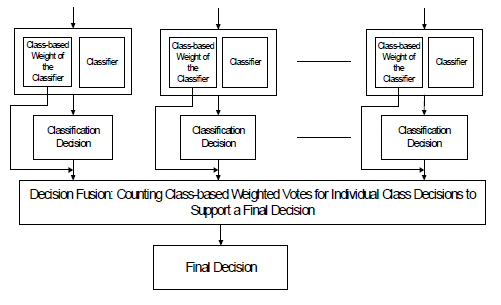 Class-based
Weight of
the
Classifier
Classifier
Class-based
Weight of
the
Classifier
Classifier
Class-based
Weight of
the
Classifier
Classifier
Classification
Decision
Classification
Decision
Classification
Decision
Decision Fusion: Counting Class-based Weighted Votes for Individual Class Decisions to
Support a Final Decision
Final Decision